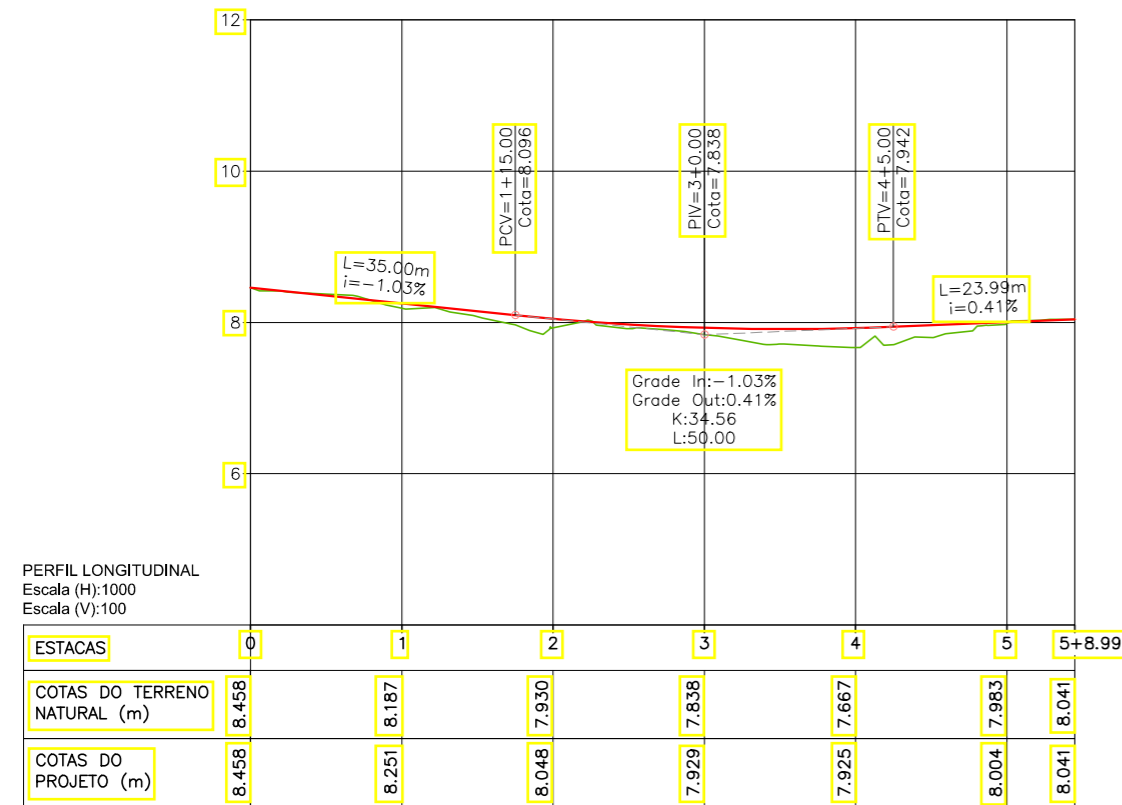 12
10
8
6
PCV=1+15.00
Cota=8.096
PIV=3+0.00
Cota=7.838
PTV=4+5.00
Cota=7.942
L=35.00m
i=-1.03%
L=23.99m
i=0.41%
Grade In:-1.03%
Grade Out:0.41%
K:34.56
L:50.00
PERFIL LONGITUDINAL
Escala (H):1000
Escala (V):100
ESTACAS 0 1 2 3 4 5 5+8.99
COTAS DO TERRENO
NATURAL (m) 8.458 8.187 7.930 7.838 7.667 7.983 8.041
COTAS DO
PROJETO (m) 8.458 8.251 8.048 7.929 7.925 8.004 8.041